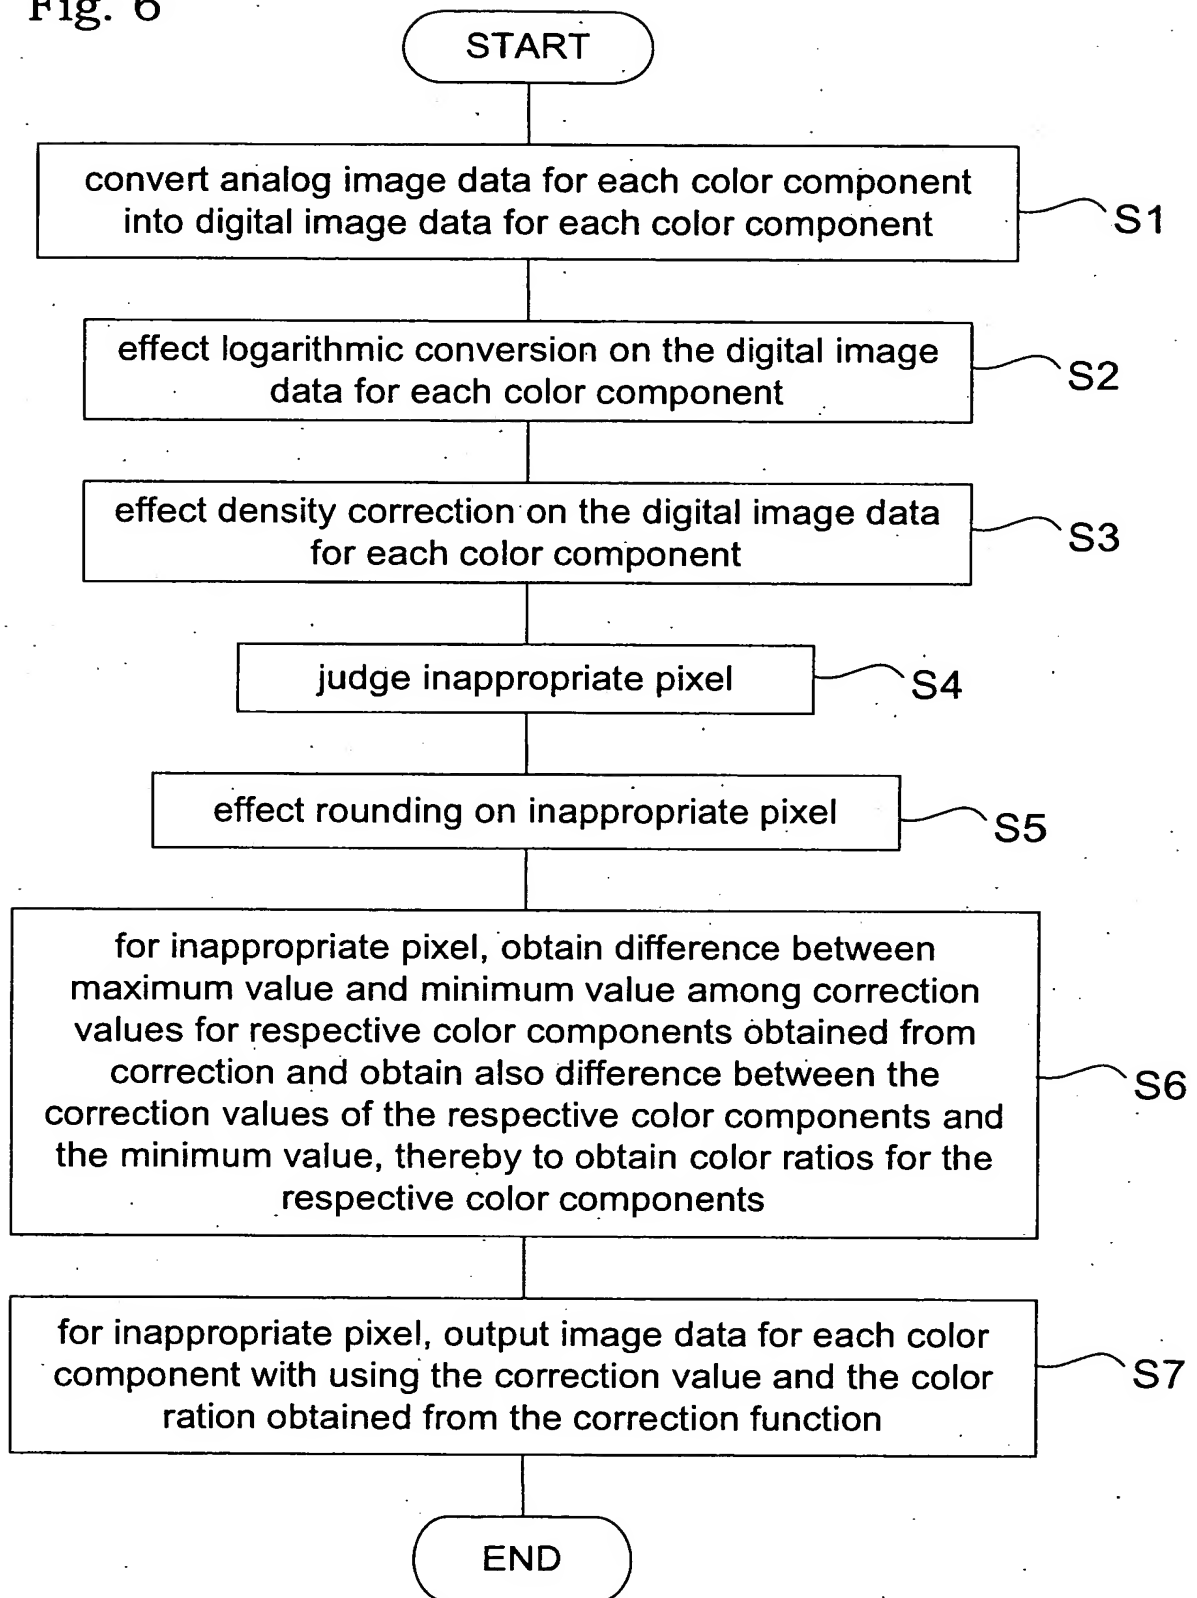 Fig. 6
START
convert analog image data for each color component
into digital image data for each color component
S1
effect logarithmic conversion on the digital image
data for each color component
S2
effect density correction on the digital image data
for each color component
S3
judge inappropriate pixel
S4
effect rounding on inappropriate pixel
S5
for inappropriate pixel, obtain difference between
maximum value and minimum value among correction
values for respective color components obtained from
correction and obtain also difference between the
correction values of the respective color components and
the minimum value, thereby to obtain color ratios for the
respective color components
S6
for inappropriate pixel, output image data for each color
component with using the correction value and the color
ration obtained from the correction function
S7
END